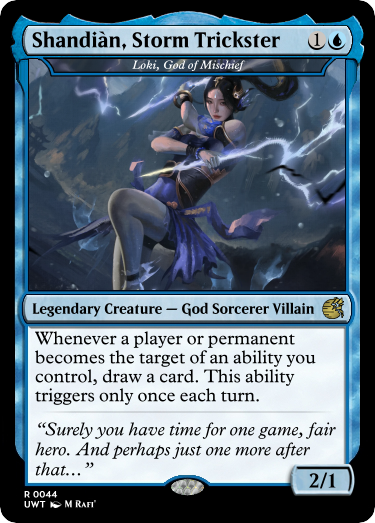 Shandiàn, Storm Trickster 1
Loki, God of Mischief
Legendary Creature — God Sorcerer Villain
Whenever a player or permanent
becomes the target of an ability you
control, draw a card. This ability
triggers only once each turn.
“Surely you have time for one game, fair
hero. And perhaps just one more after
that…”
2/1
R 0044
UWT M Rafi'